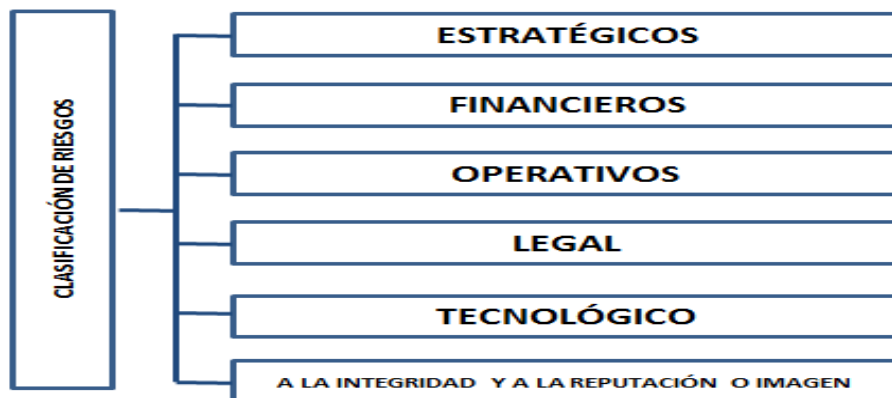 CLASIFICACIÓN DE RIESGOS
ESTRATÉGICOS
FINANCIEROS
OPERATIVOS
LEGAL
TECNOLÓGICO
A LA INTEGRIDAD Y A LA REPUTACIÓN O IMAGEN